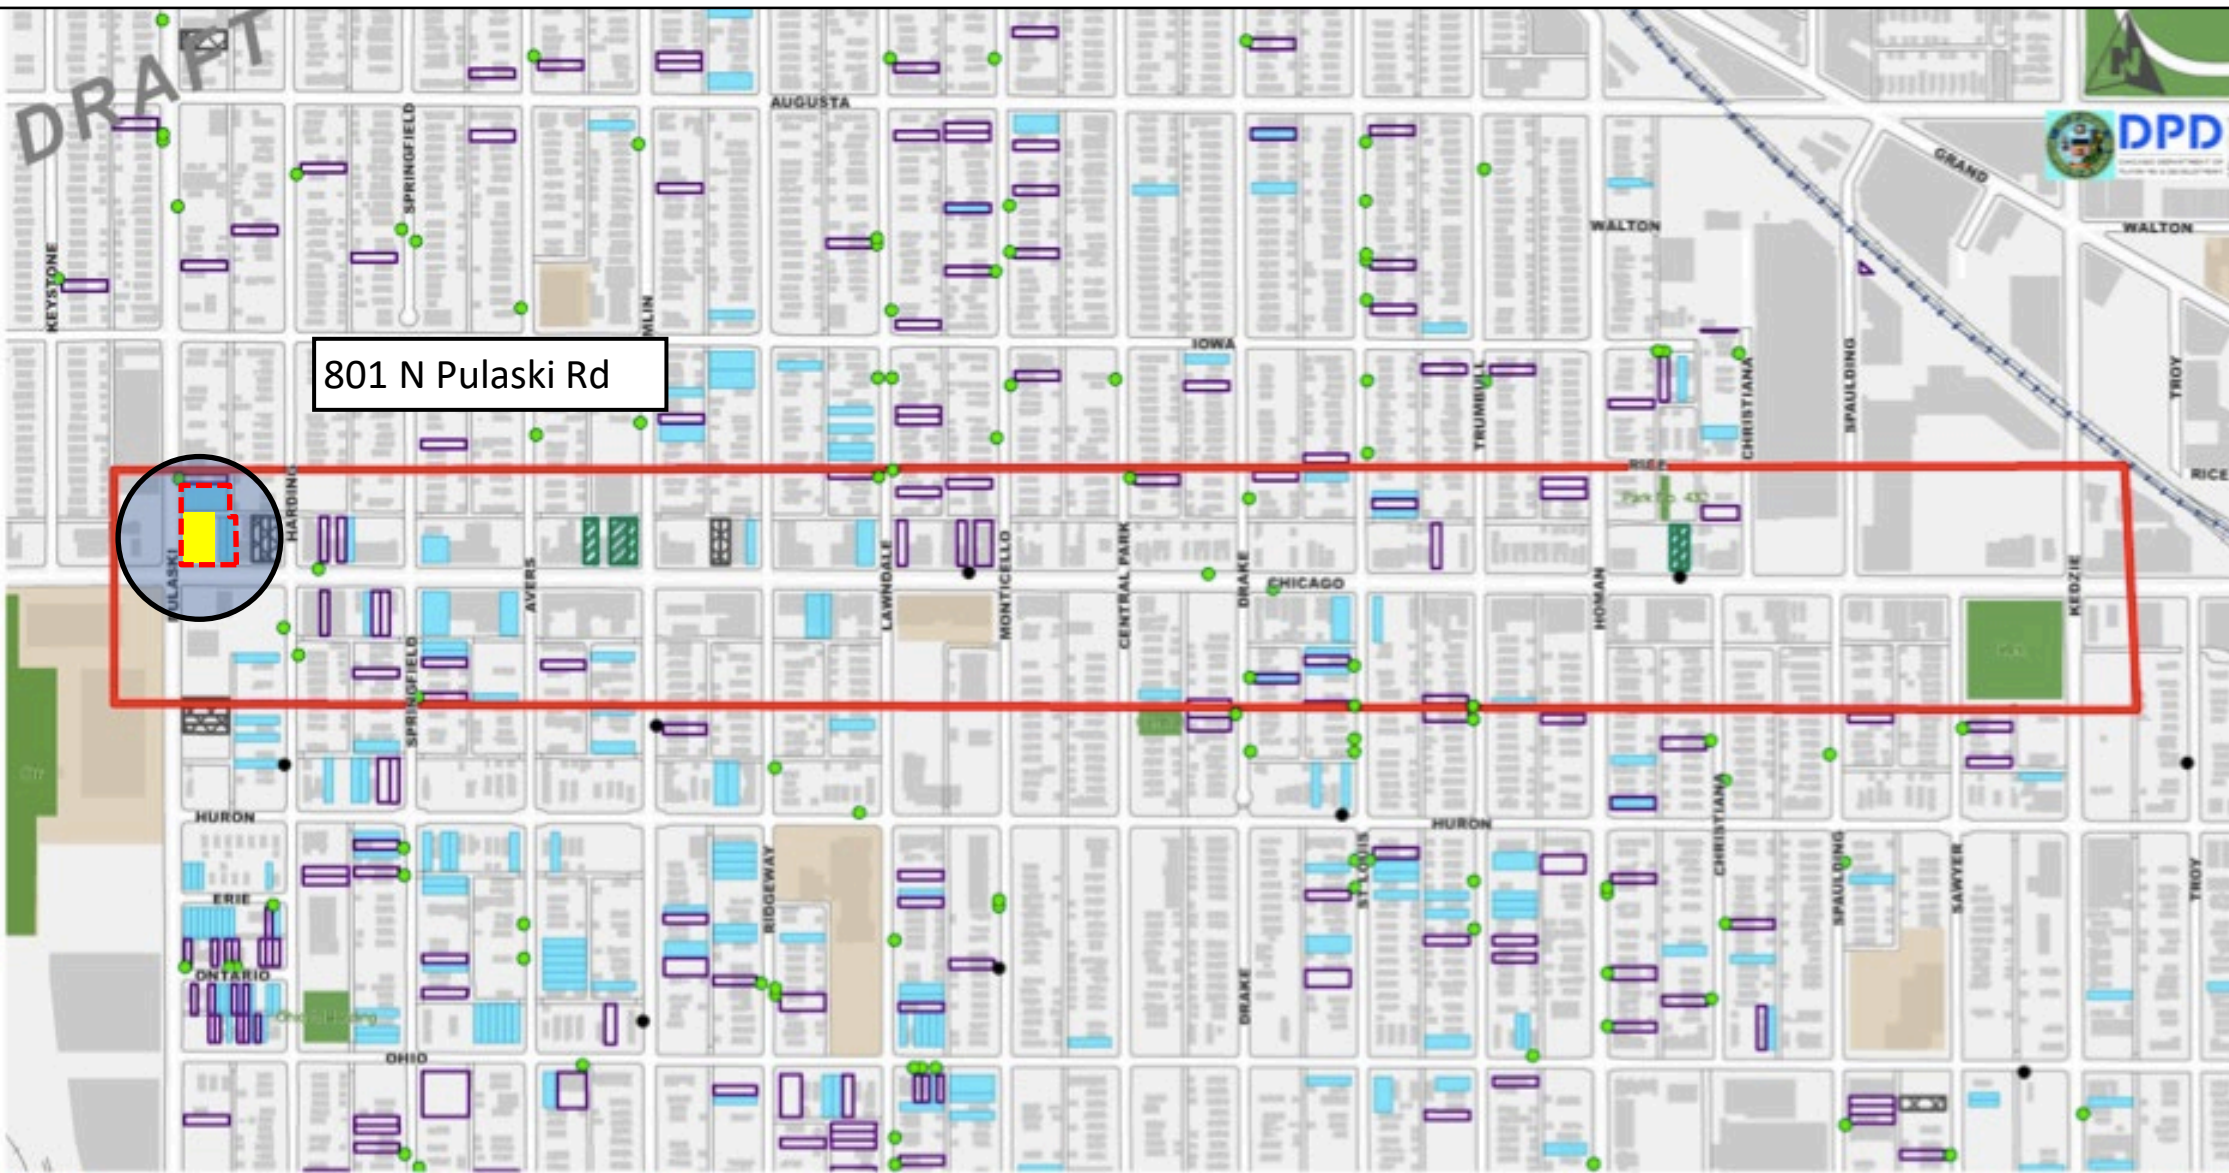 DRAFT
AUGUSTA
SPRINGFIELD
GRAND
DPD
WALTON
WALTON
KEYSTONE
MLIN
801 N Pulaski Rd
IOWA
TRUMBULL
CHRISTIANA
SPAULDING
TROY
RICE
RICE
HARDING
PULASKI
AVERS
LAWNDALE
MONTICELLO
CENTRAL PARK
DRAKE
CHICAGO
HOMAN
KEDZIE
SPRINGFIELD
HURON
HURON
CHRISTIANA
ERIE
RIDGEWAY
ST LOUIS
SPAULDING
SAWYER
TROY
ONTARIO
DRAKE
OHIO